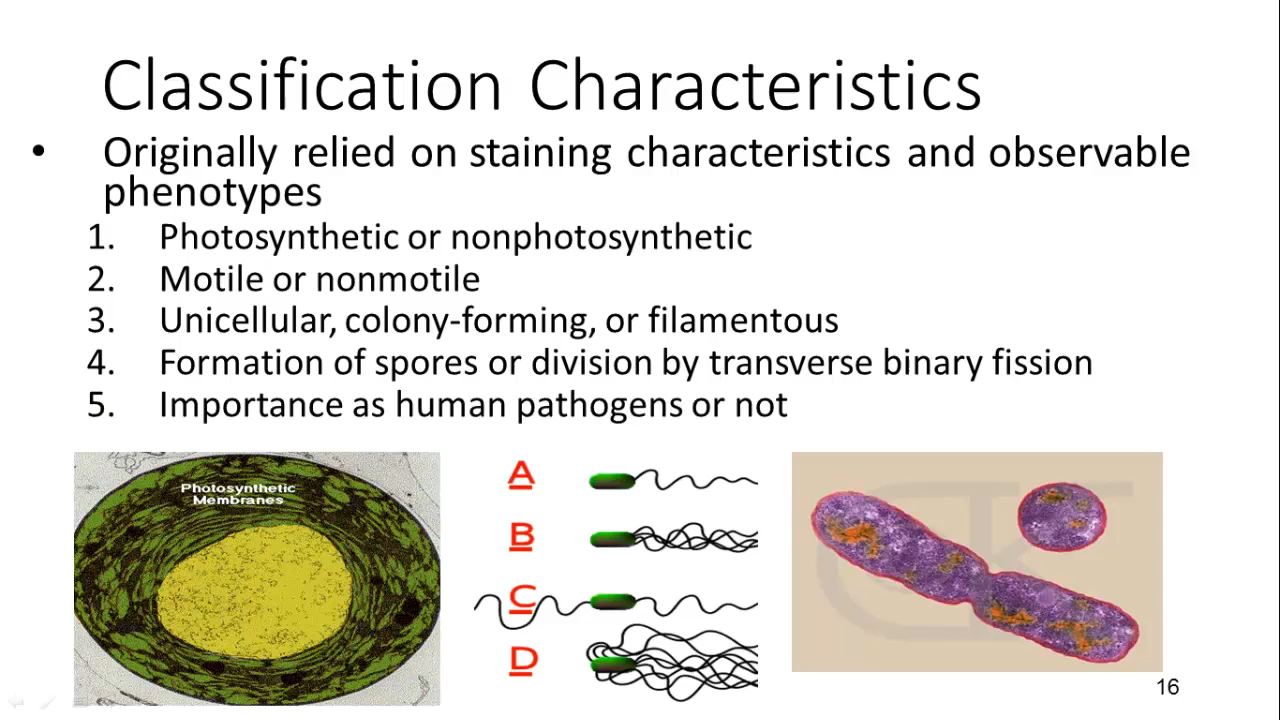 Classification Characteristics
• Originally relied on staining characteristics and observable
phenotypes
1. Photosynthetic or nonphotosynthetic
2. Motile or nonmotile
3. Unicellular, colony-forming, or filamentous
4. Formation of spores or division by transverse binary fission
5. Importance as human pathogens or not
Photosynthetic
Membranes
A
B
C
D
16